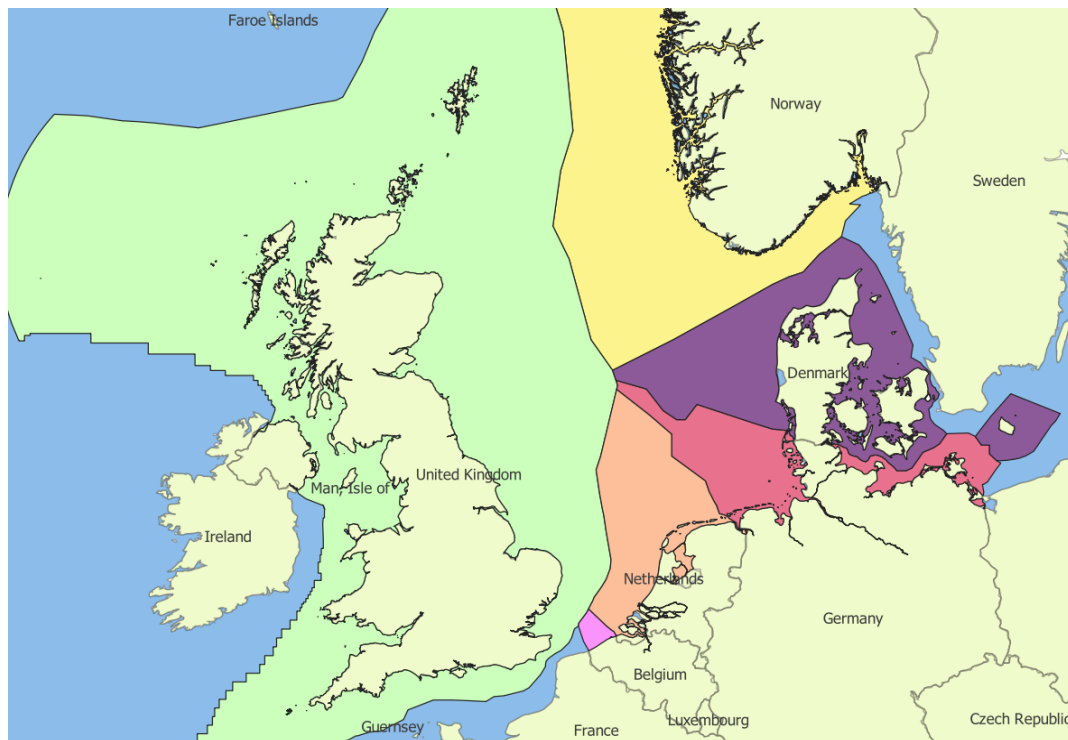 Faroe Islands
Norway
Sweden
Denmark
United Kingdom
Man, Isle of
Ireland
Netherlands
Germany
Belgium
Luxembourg
Czech Republic
Guernsey
France